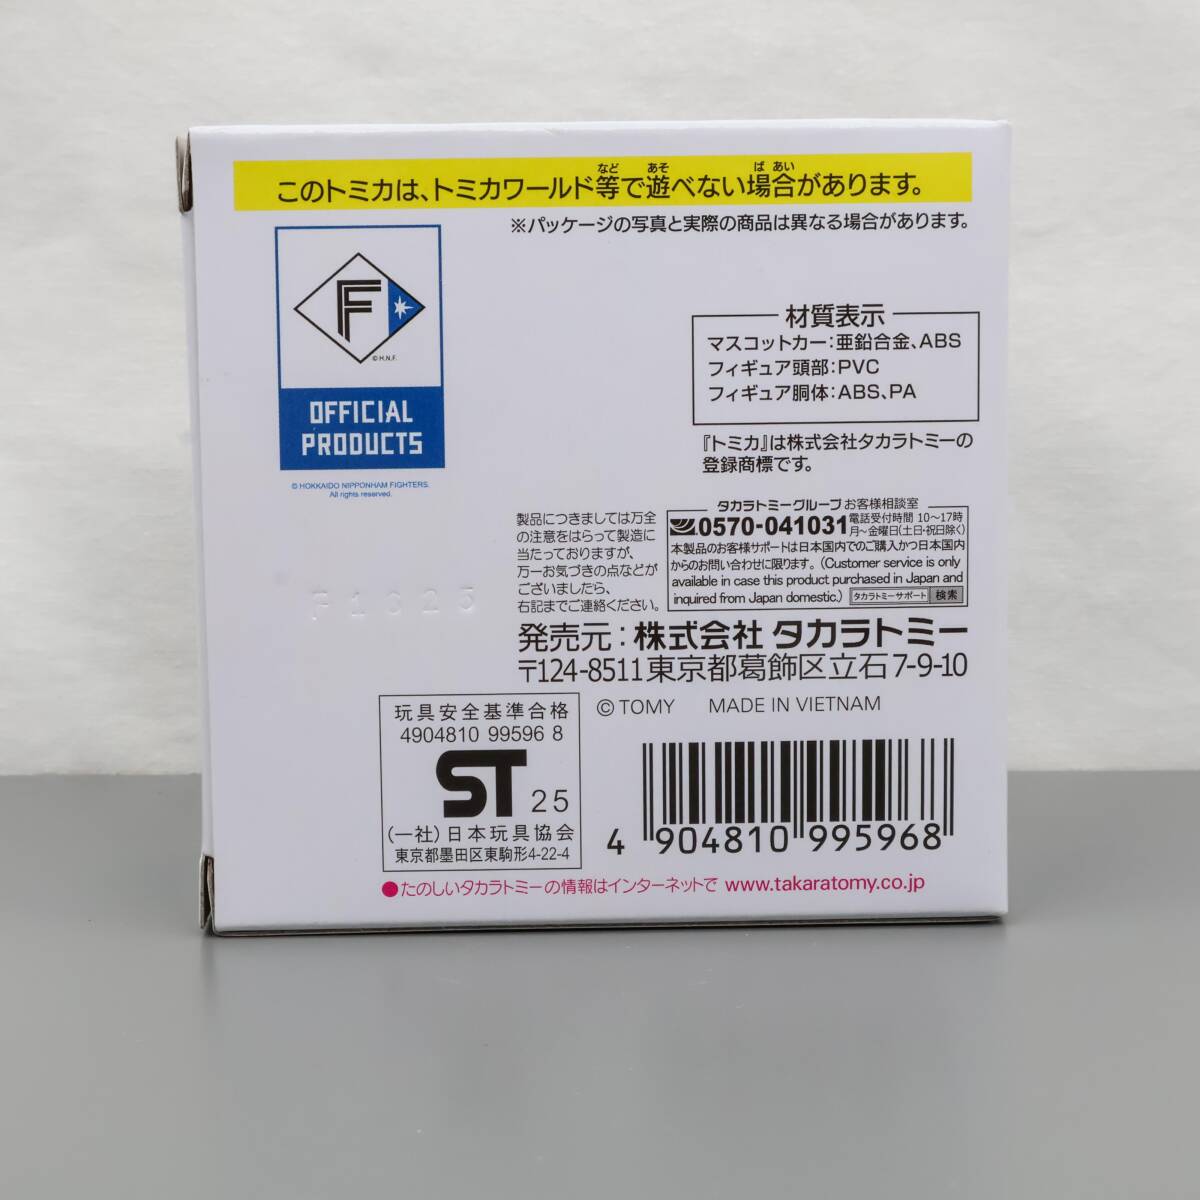 このトミカは、トミカワールド等で遊べない場合があります。
など あそ ば あい
※パッケージの写真と実際の商品は異なる場合があります。
F
©H.N.F.
OFFICIAL
PRODUCTS
© HOKKAIDO NIPPONHAM FIGHTERS.
All rights reserved.
材質表示
マスコットカー:亜鉛合金、ABS
フィギュア頭部:PVC
フィギュア胴体:ABS、PA
『トミカ』は株式会社タカラトミーの
登録商標です。
製品につきましては万全
の注意をはらって製造に
当たっておりますが、
万一お気づきの点などが
ございましたら、
右記までご連絡ください。
タカラトミーグループお客様相談室
0570-041031 電話受付時間 10〜17時
月〜金曜日(土日・祝日除く)
本製品のお客様サポートは日本国内でのご購入かつ日本国内
からのお問い合わせに限ります。(Customer service is only
available in case this product purchased in Japan and
inquired from Japan domestic.) タカラトミーサポート 検索
発売元:株式会社 タカラトミー
〒124-8511東京都葛飾区立石7-9-10
© TOMY MADE IN VIETNAM
玩具安全基準合格
4904810 99596 8
ST 25
(一社)日本玩具協会
東京都墨田区東駒形4-22-4
4 904810 995968
●たのしいタカラトミーの情報はインターネットで www.takaratomy.co.jp